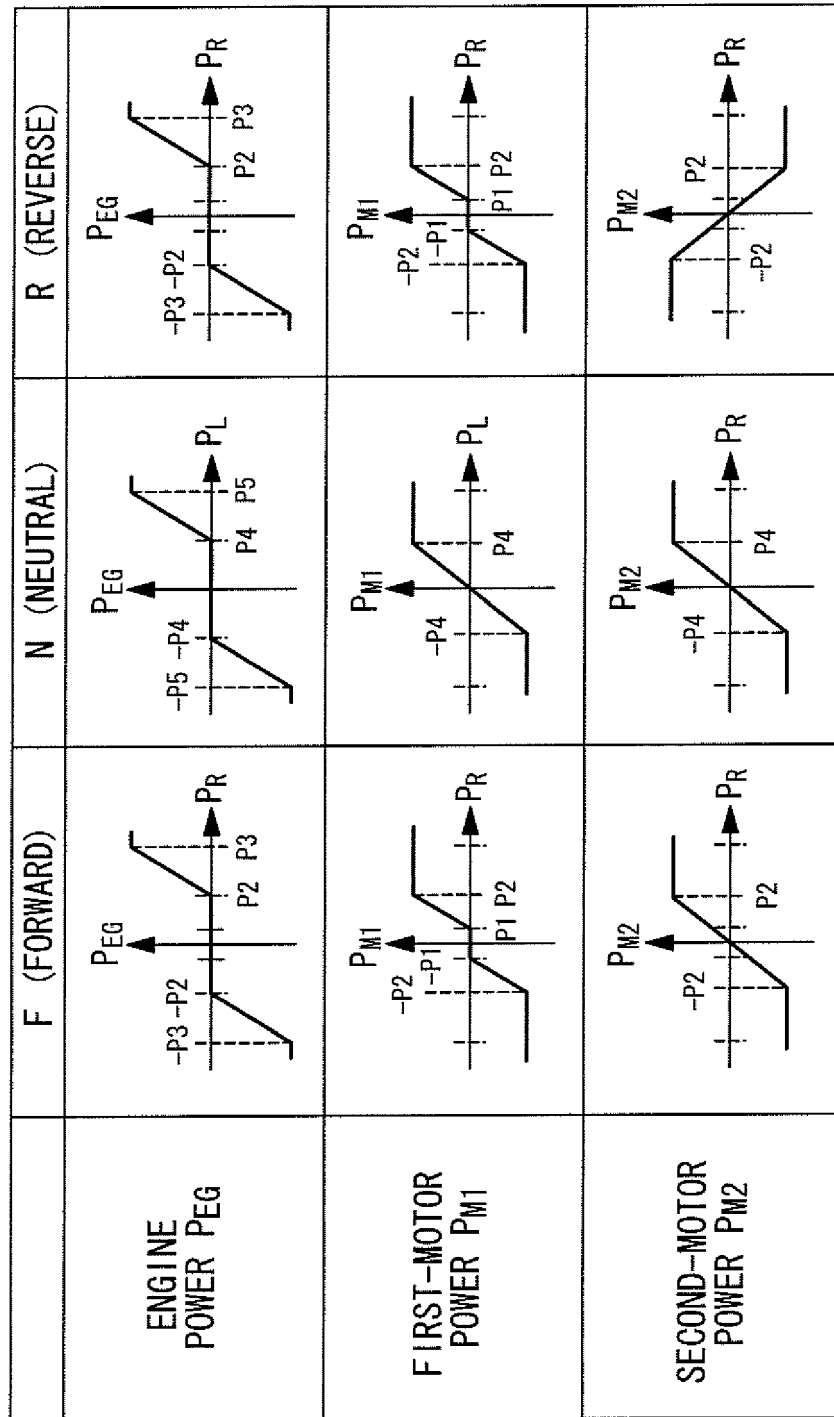 F (FORWARD)
N (NEUTRAL)
R (REVERSE)
ENGINE
POWER PEG
PEG
PR
-P3 -P2
P2 P3
PEG
PL
-P5 -P4
P4 P5
PEG
PR
-P3 -P2
P2 P3
FIRST-MOTOR
POWER PM1
PM1
PR
-P2 -P1
P1 P2
PM1
PL
-P4
P4
PM1
PR
-P2 -P1
P1 P2
SECOND-MOTOR
POWER PM2
PM2
PR
-P2
P2
PM2
PR
-P4
P4
PM2
PR
-P2
P2